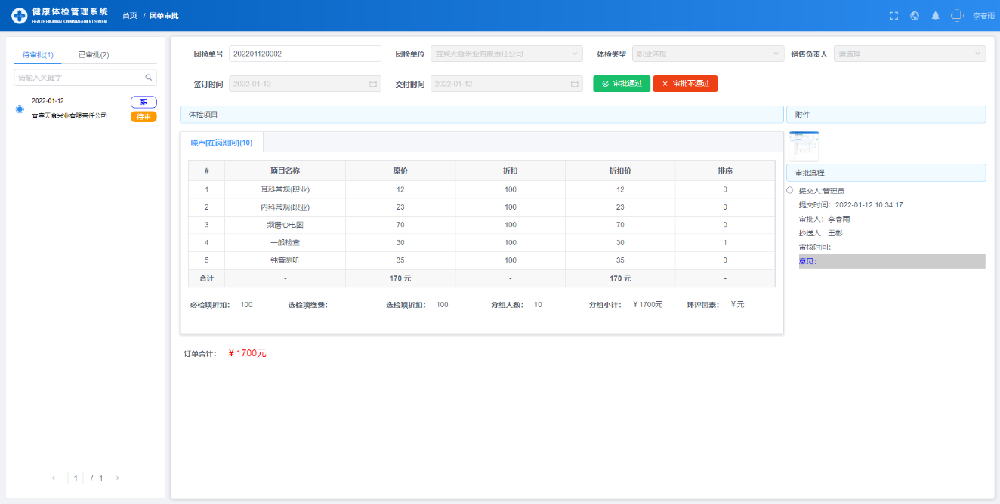 健康体检管理系统
HEALTH EXCMINATION MANAGEMENT SYSTEM
首页 / 团单审批
李春雨
待审批(1) 已审批(2)
请输入关键字
2022-01-12 职
宜宾天食米业有限责任公司 待审
< 1 / 1 >
团检单号 202201120002 团检单位 宜宾天食米业有限责任公司 体检类型 职业体检 销售负责人 请选择
签订时间 2022-01-12 交付时间 2022-01-12 审批通过 审批不通过
体检项目
噪声[在岗期间](10)
# 项目名称 原价 折扣 折扣价 排序
1 耳科常规(职业) 12 100 12 0
2 内科常规(职业) 23 100 23 0
3 频谱心电图 70 100 70 0
4 一般检查 30 100 30 1
5 纯音测听 35 100 35 0
合计 - 170 元 - 170 元 -
必检项折扣： 100 选检项缴费： 选检项折扣： 100 分组人数： 10 分组小计： ￥1700元 环评因素： ￥元
订单合计： ￥1700元
附件
审批流程
提交人:管理员
提交时间：2022-01-12 10:34:17
审批人：李春雨
抄送人：王彬
审核时间：
意见：